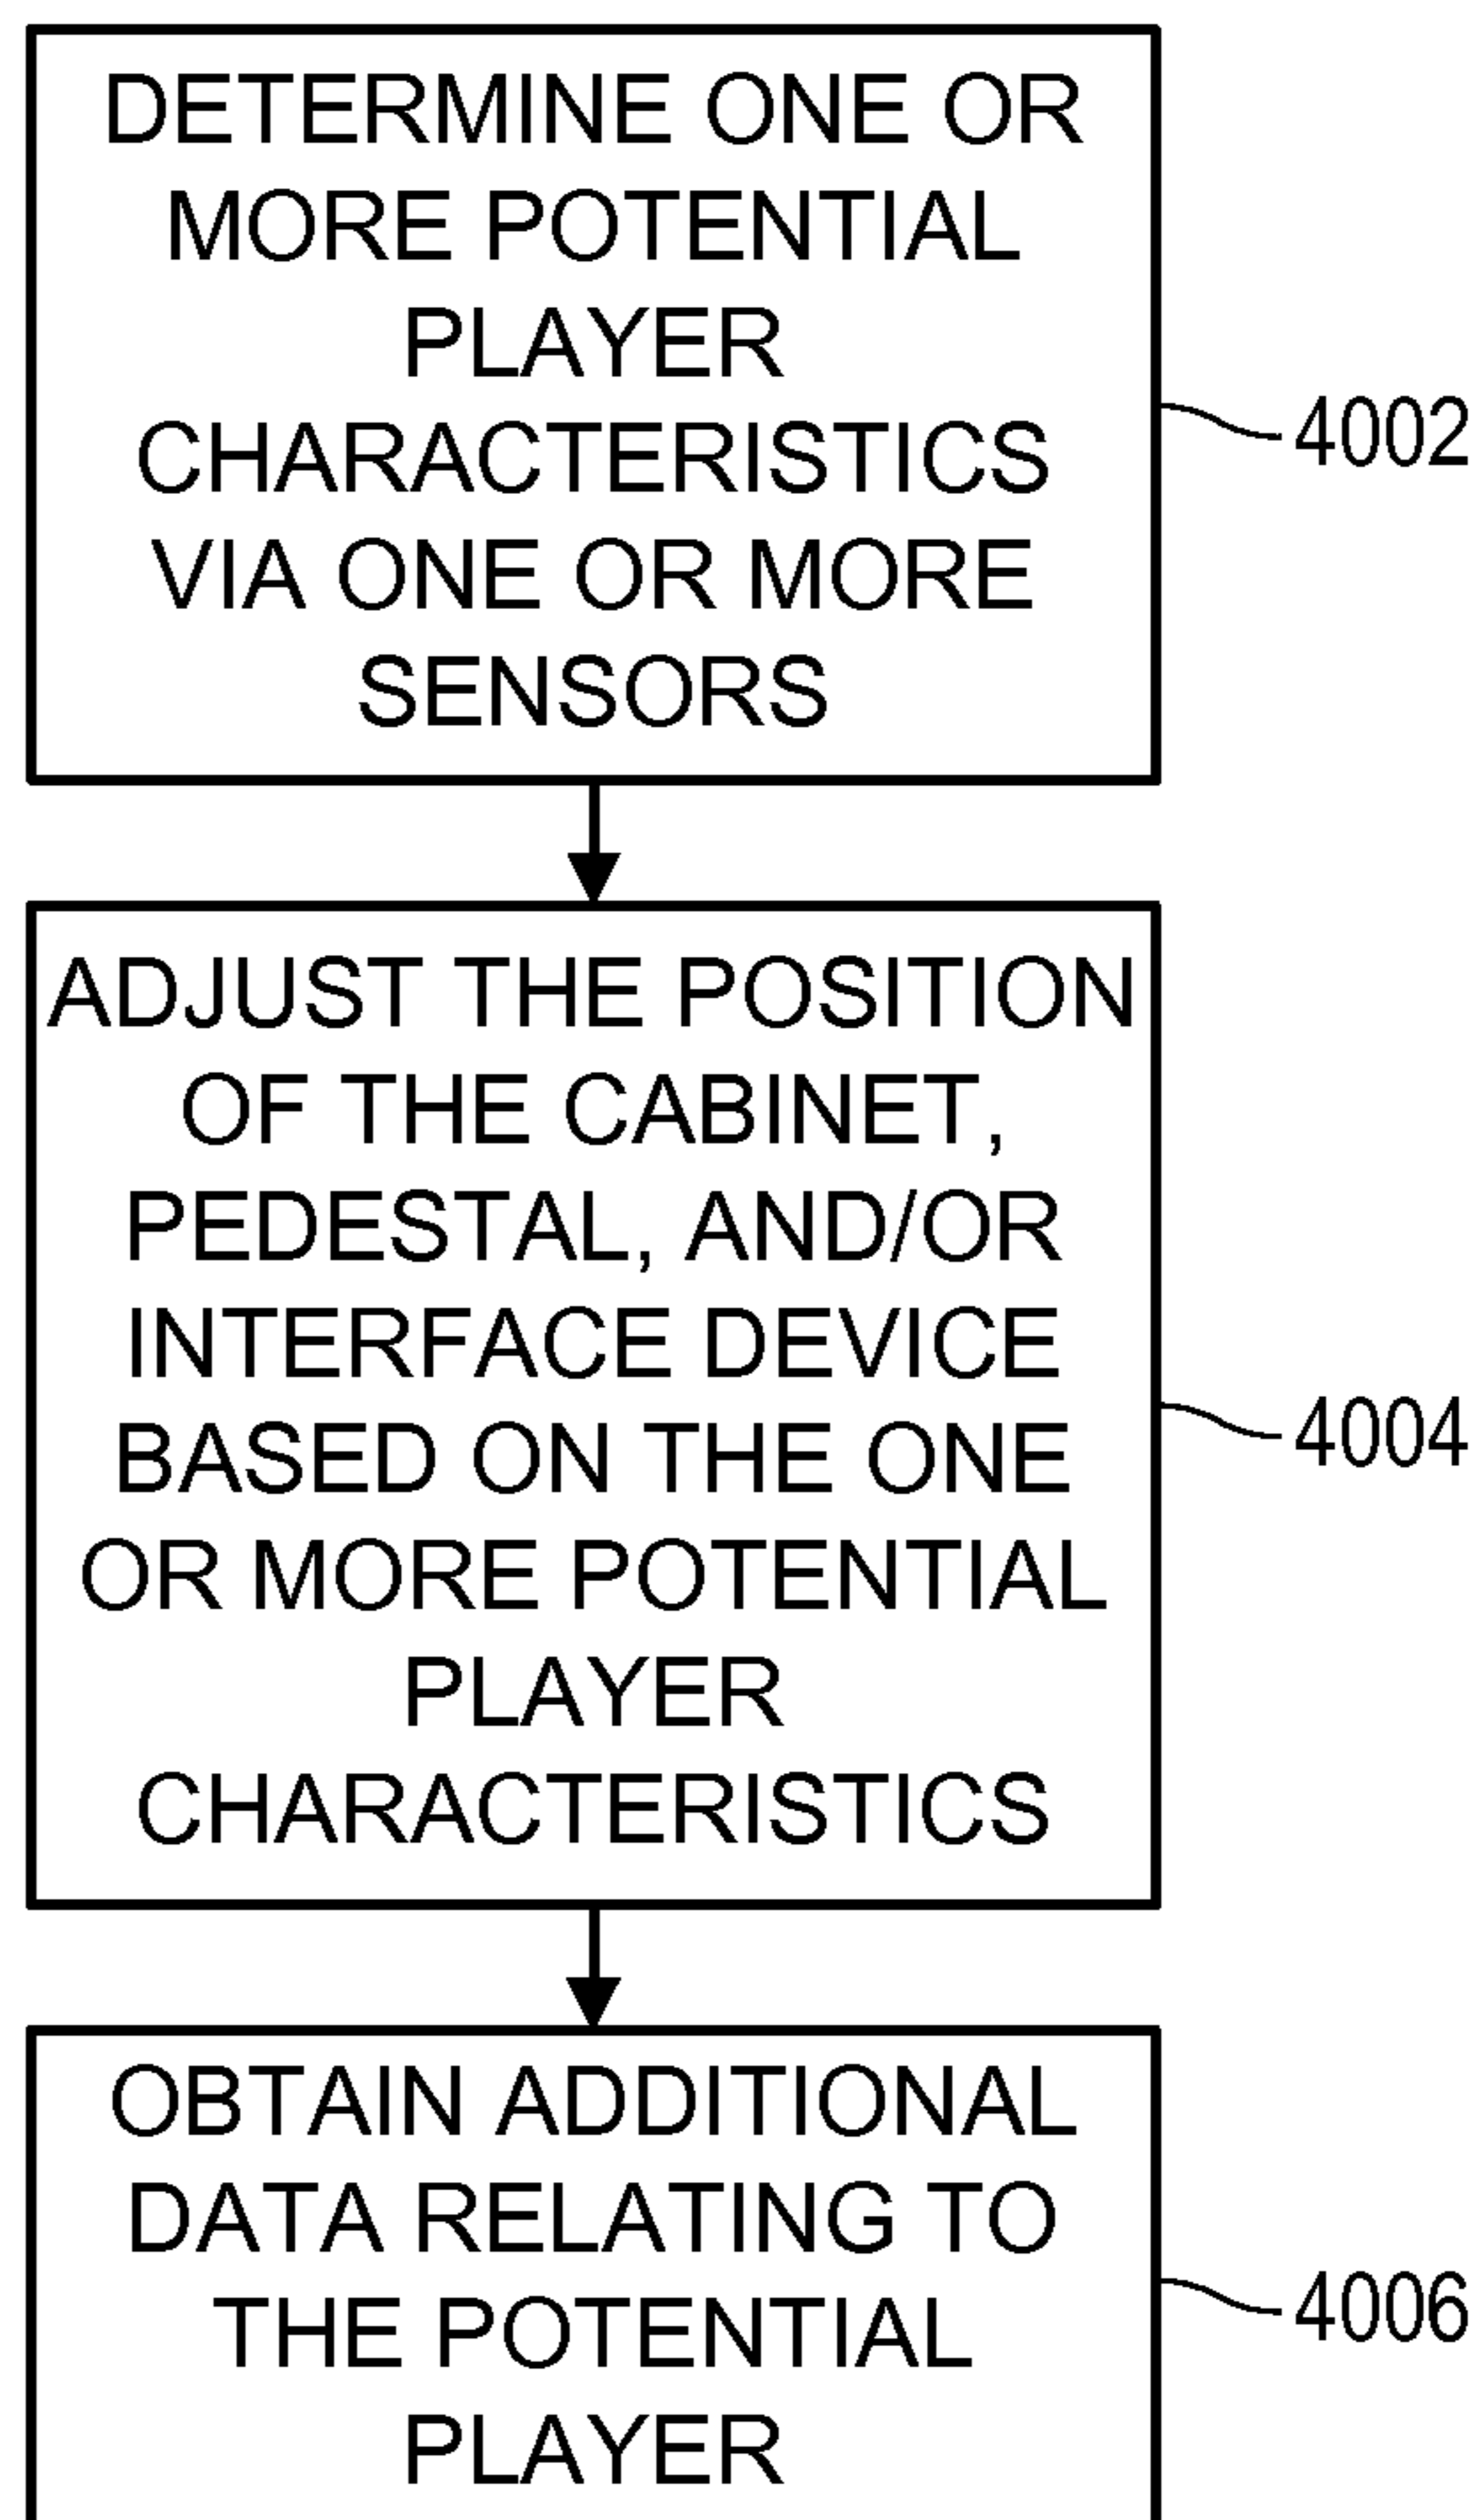 DETERMINE ONE OR
MORE POTENTIAL
PLAYER
CHARACTERISTICS
VIA ONE OR MORE
SENSORS
4002
ADJUST THE POSITION
OF THE CABINET,
PEDESTAL, AND/OR
INTERFACE DEVICE
BASED ON THE ONE
OR MORE POTENTIAL
PLAYER
CHARACTERISTICS
4004
OBTAIN ADDITIONAL
DATA RELATING TO
THE POTENTIAL
PLAYER
4006